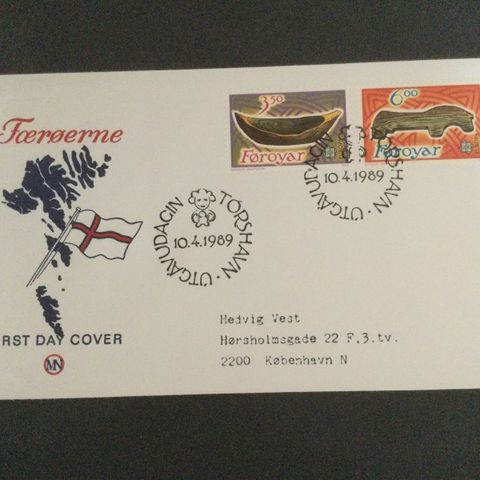 3.50
Føroyar
6.00
Føroyar
Færøerne
ÚTGÁVUDAGIN · TÓRSHAVN ·
10.4.1989
ÚTGÁVUDAGIN · TÓRSHAVN ·
10.4.1989
RST DAY COVER
MN
Hedvig Vest
Hørsholmsgade 22 F,3.tv.
2200 København N